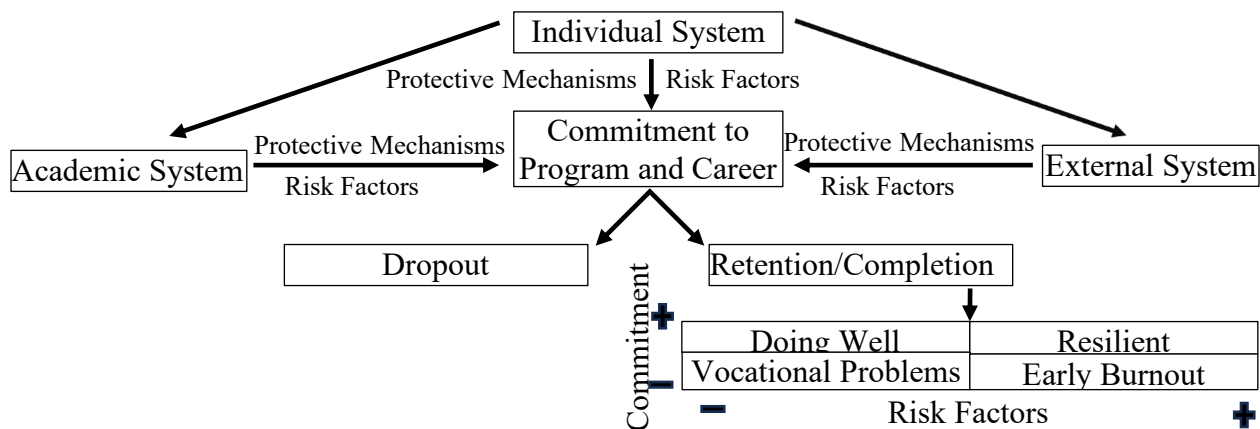 Individual System
Protective Mechanisms
Risk Factors
Commitment to
Program and Career
Protective Mechanisms
Academic System
Risk Factors
Protective Mechanisms
External System
Risk Factors
Dropout
Retention/Completion
Commitment
+
Doing Well
Resilient
−
Vocational Problems
Early Burnout
−
Risk Factors
+